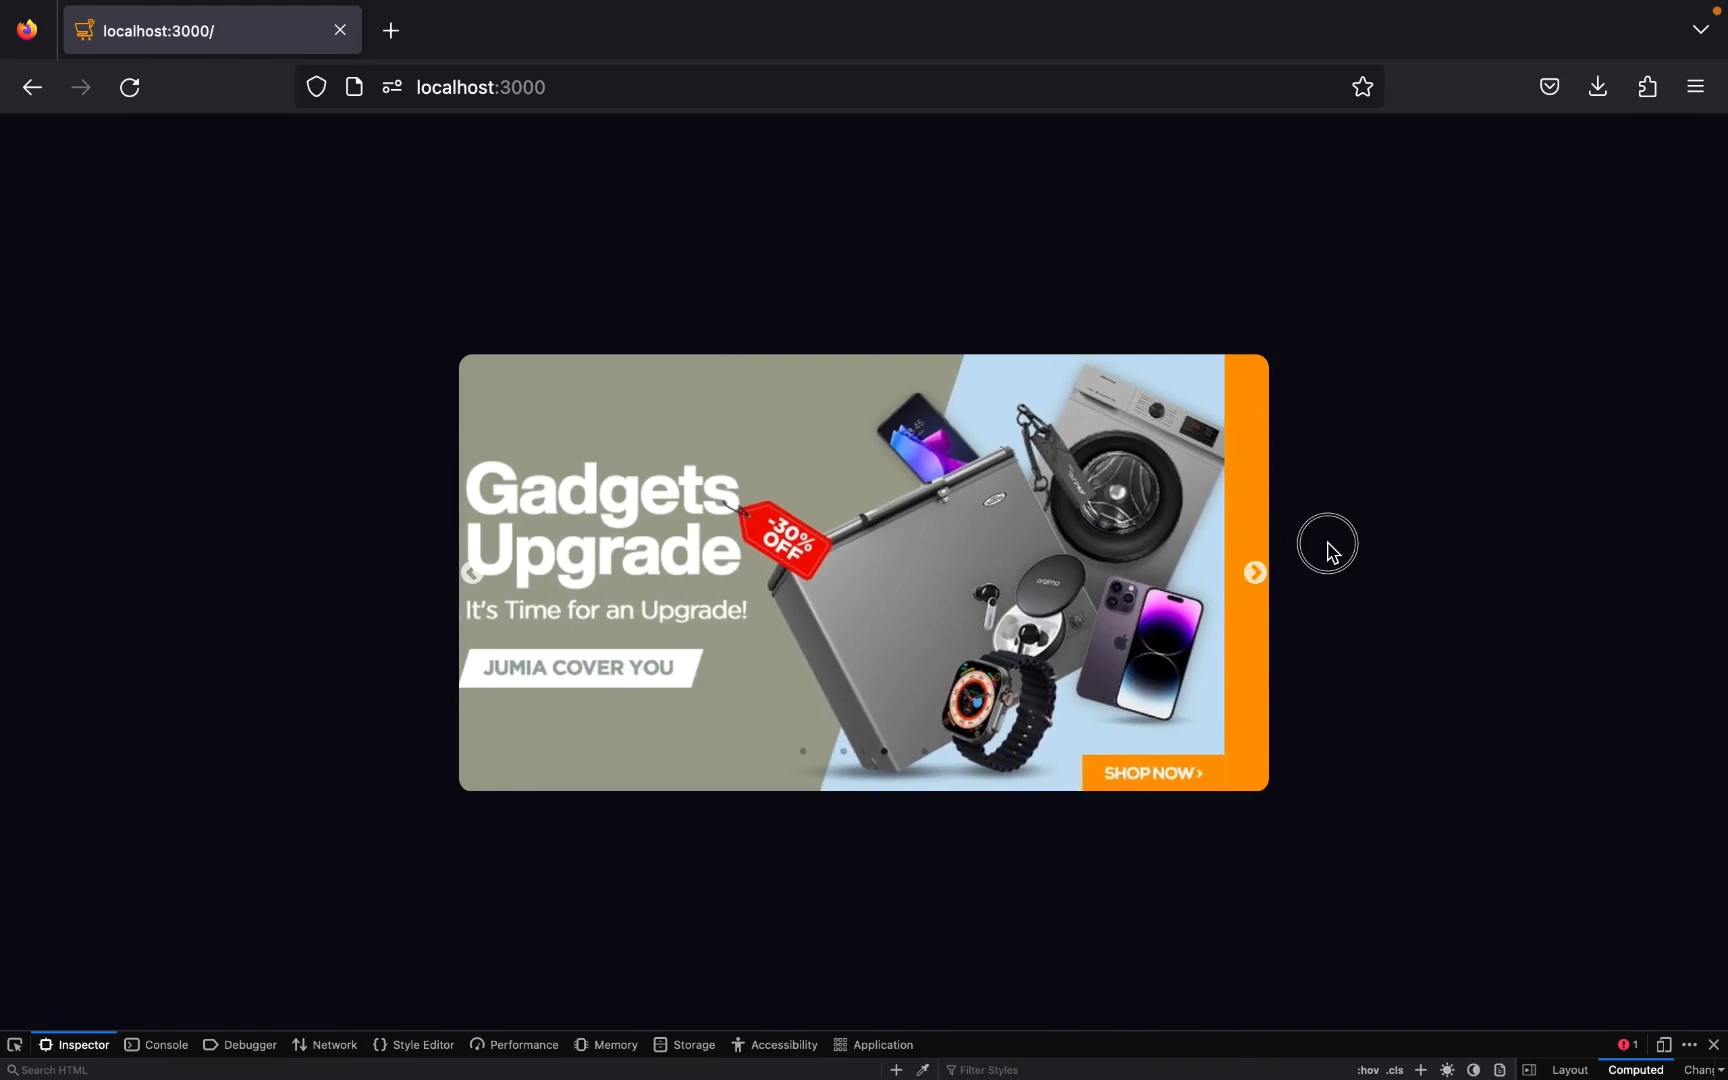 localhost:3000/
localhost:3000
Gadgets
Upgrade
-30%
OFF
It's Time for an Upgrade!
JUMIA COVER YOU
SHOP NOW ›
Inspector Console Debugger Network Style Editor Performance Memory Storage Accessibility Application 1
Search HTML Filter Styles :hov .cls Layout Computed Chang